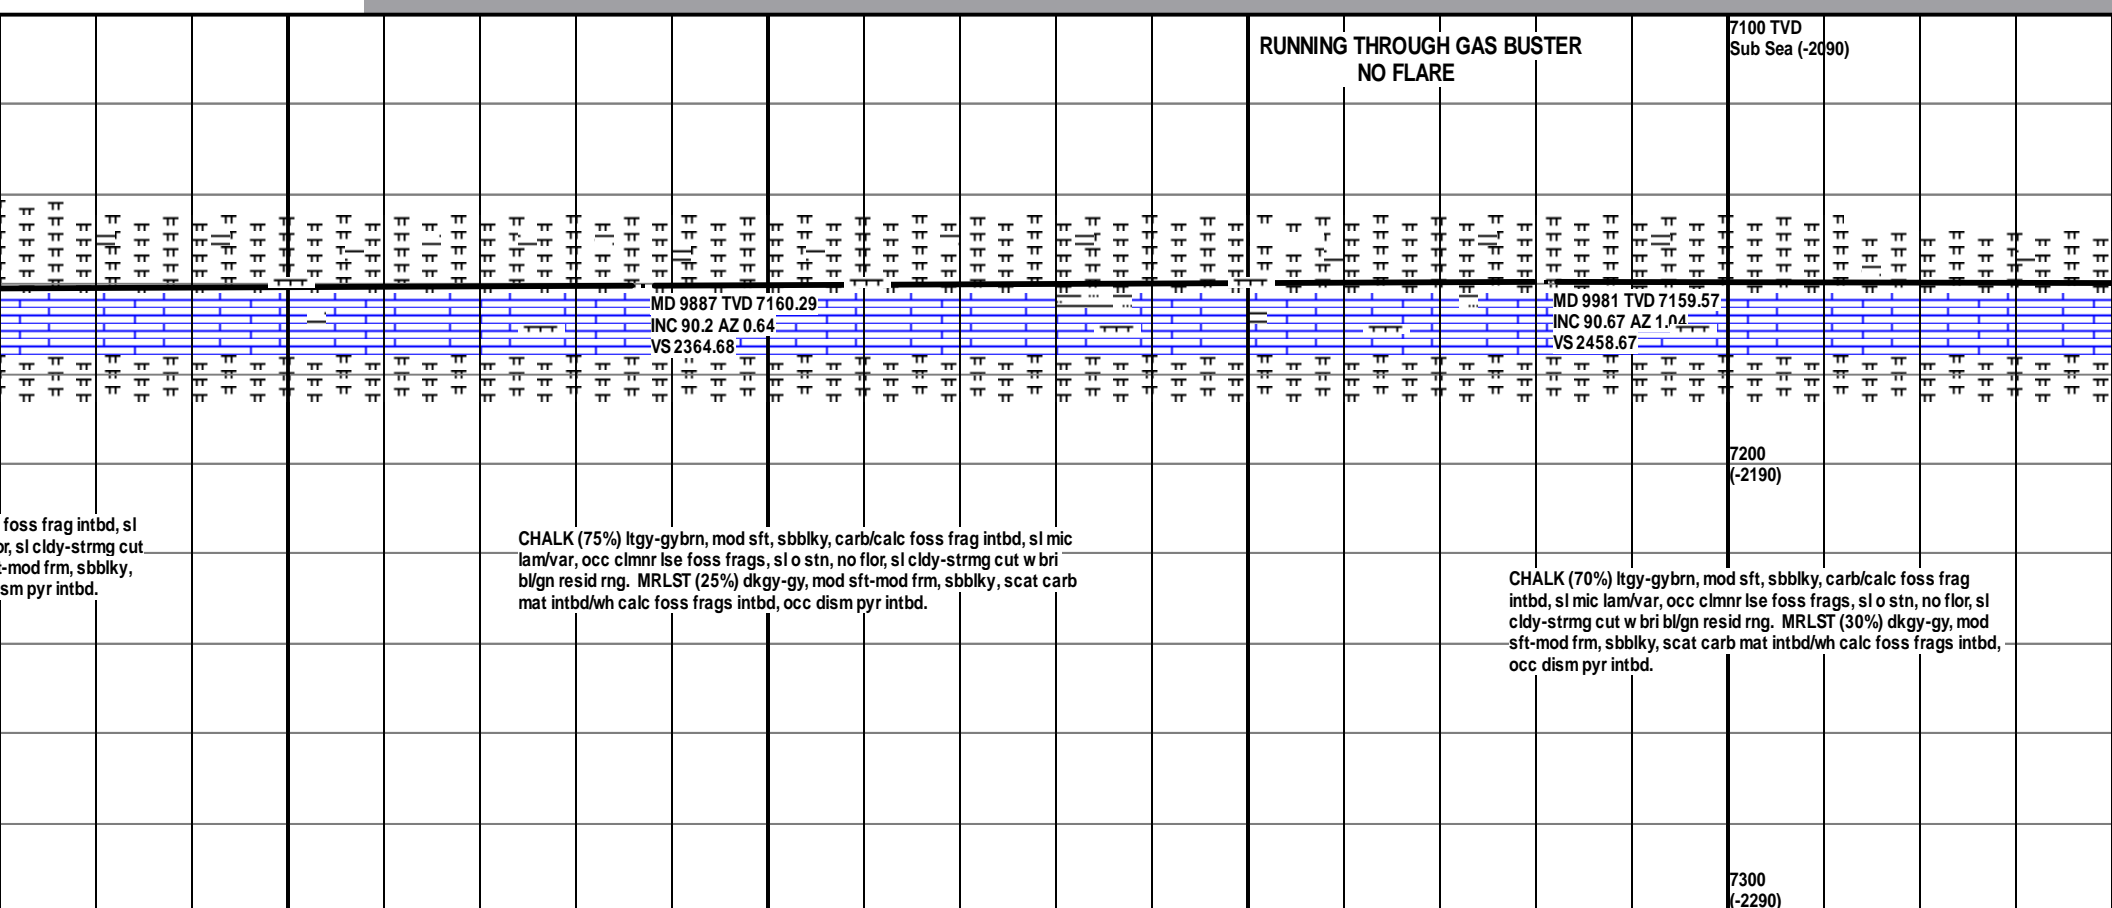 RUNNING THROUGH GAS BUSTER
NO FLARE
7100 TVD
Sub Sea (-2090)
MD 9887 TVD 7160.29
INC 90.2 AZ 0.64
VS 2364.68
MD 9981 TVD 7159.57
INC 90.67 AZ 1.04
VS 2458.67
7200
(-2190)
foss frag intbd, sl
or, sl cldy-strmg cut
t-mod frm, sbblky,
sm pyr intbd.
CHALK (75%) ltgy-gybrn, mod sft, sbblky, carb/calc foss frag intbd, sl mic
lam/var, occ clmnr lse foss frags, sl o stn, no flor, sl cldy-strmg cut w bri
bl/gn resid rng.  MRLST (25%) dkgy-gy, mod sft-mod frm, sbblky, scat carb
mat intbd/wh calc foss frags intbd, occ dism pyr intbd.
CHALK (70%) ltgy-gybrn, mod sft, sbblky, carb/calc foss frag
intbd, sl mic lam/var, occ clmnr lse foss frags, sl o stn, no flor, sl
cldy-strmg cut w bri bl/gn resid rng.  MRLST (30%) dkgy-gy, mod
sft-mod frm, sbblky, scat carb mat intbd/wh calc foss frags intbd,
occ dism pyr intbd.
7300
(-2290)